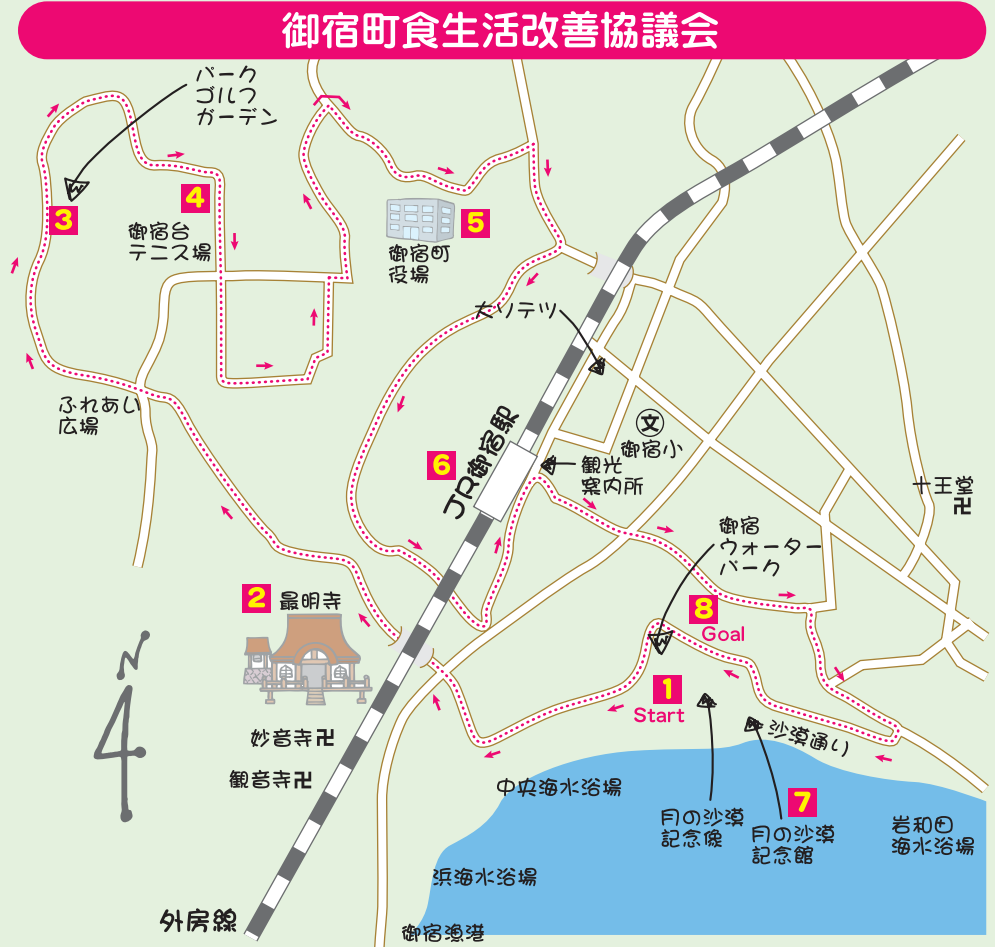 御宿町食生活改善協議会
パーク
ゴルフ
ガーデン
3
4
御宿台
テニス場
5
御宿町
役場
大ソテツ
ふれあい
広場
6
JR御宿駅
文
御宿小
観光
案内所
十王堂
卍
御宿
ウォーター
パーク
2
最明寺
8
Goal
1
Start
N
妙音寺卍
観音寺卍
沙漠通り
中央海水浴場
7
月の沙漠
記念像
月の沙漠
記念館
岩和田
海水浴場
浜海水浴場
外房線
御宿漁港